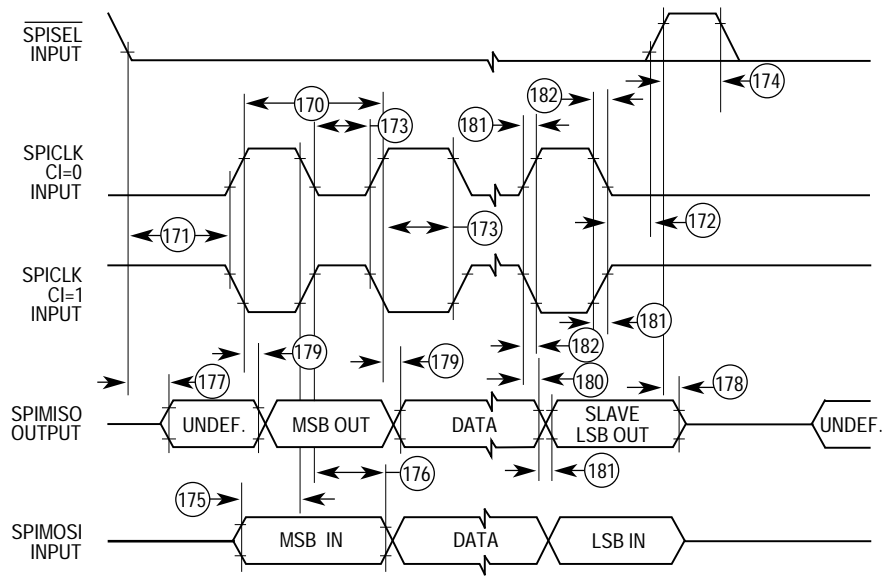 SPISEL
INPUT
174
182
170
181
173
SPICLK
CI=0
INPUT
171
173
172
SPICLK
CI=1
INPUT
181
182
179
179
180
177
178
SPIMISO
OUTPUT
UNDEF.
MSB OUT
DATA
SLAVE
LSB OUT
UNDEF.
176
181
175
SPIMOSI
INPUT
MSB IN
DATA
LSB IN